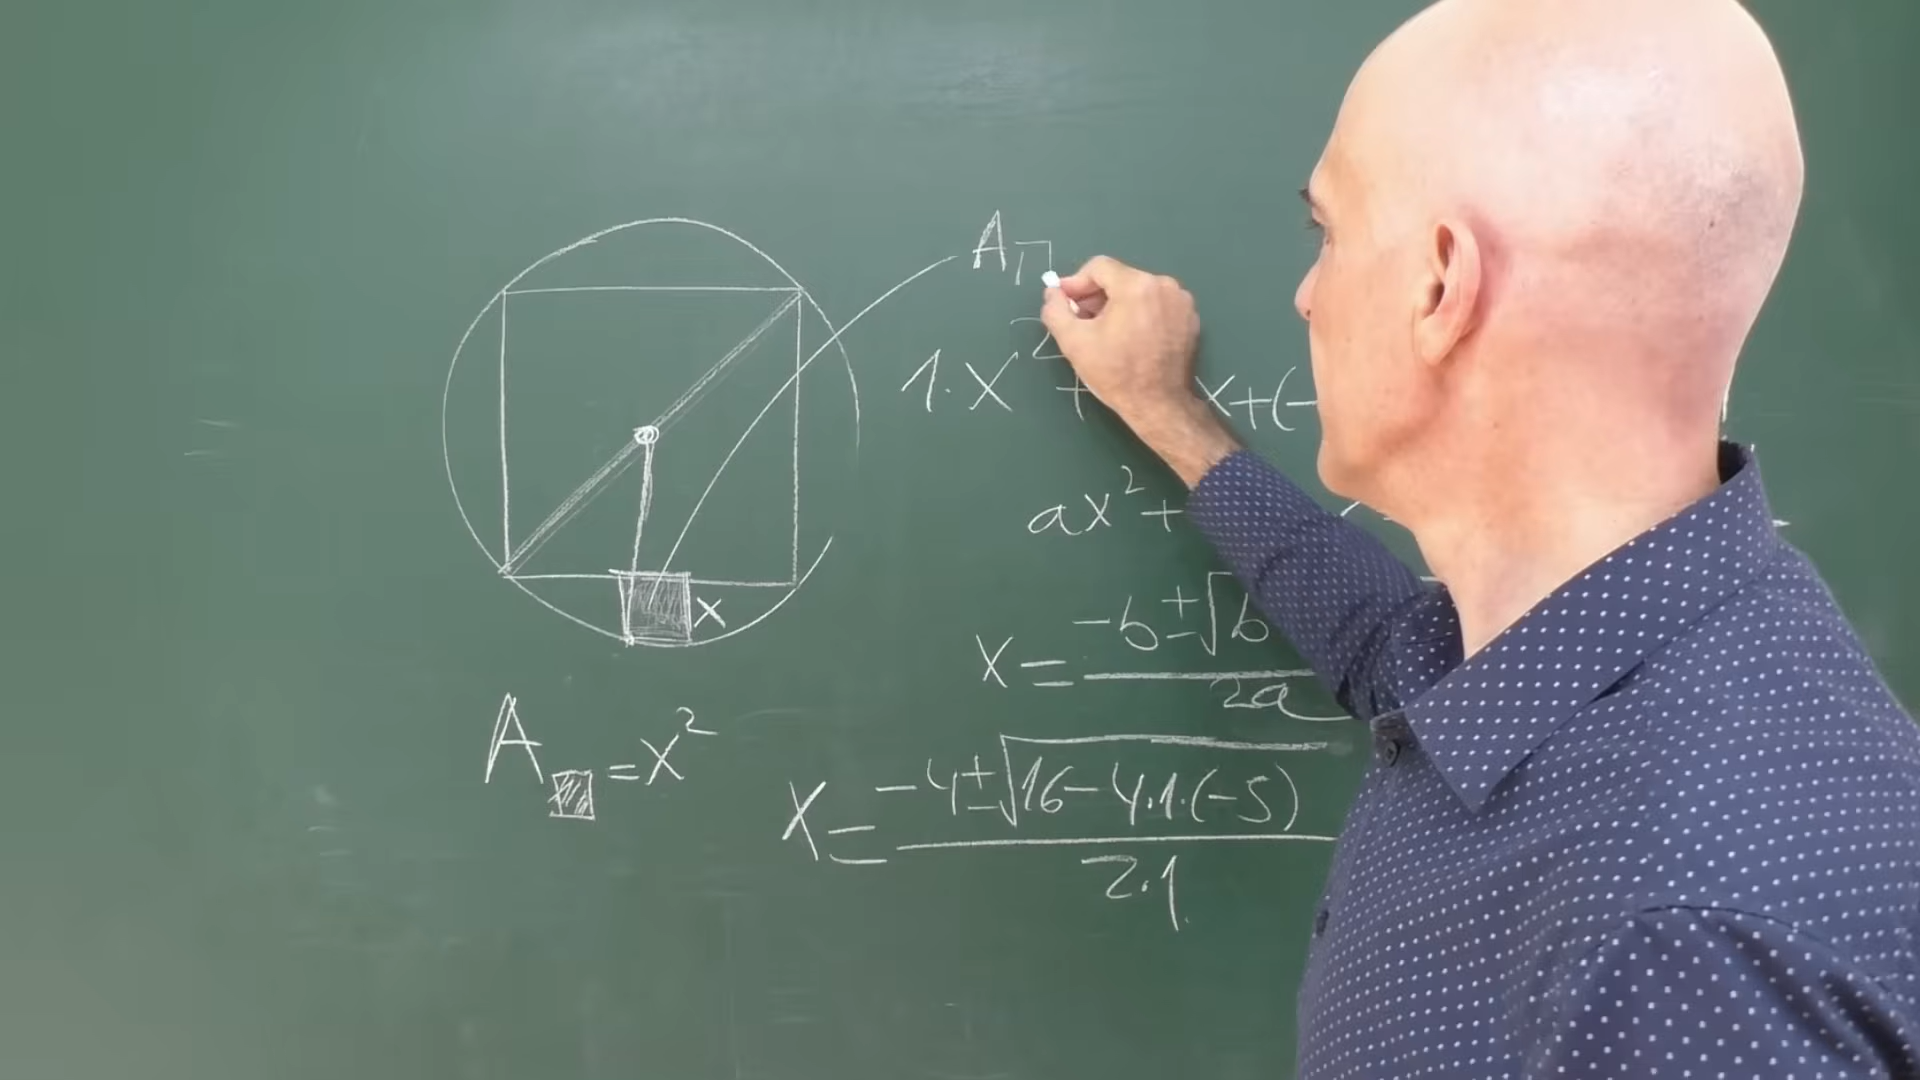 A
1·x² + x+(-
ax²+
x
x= -b±√b
2a
A =x²
x= -4±√16-4·1·(-5)
2·1